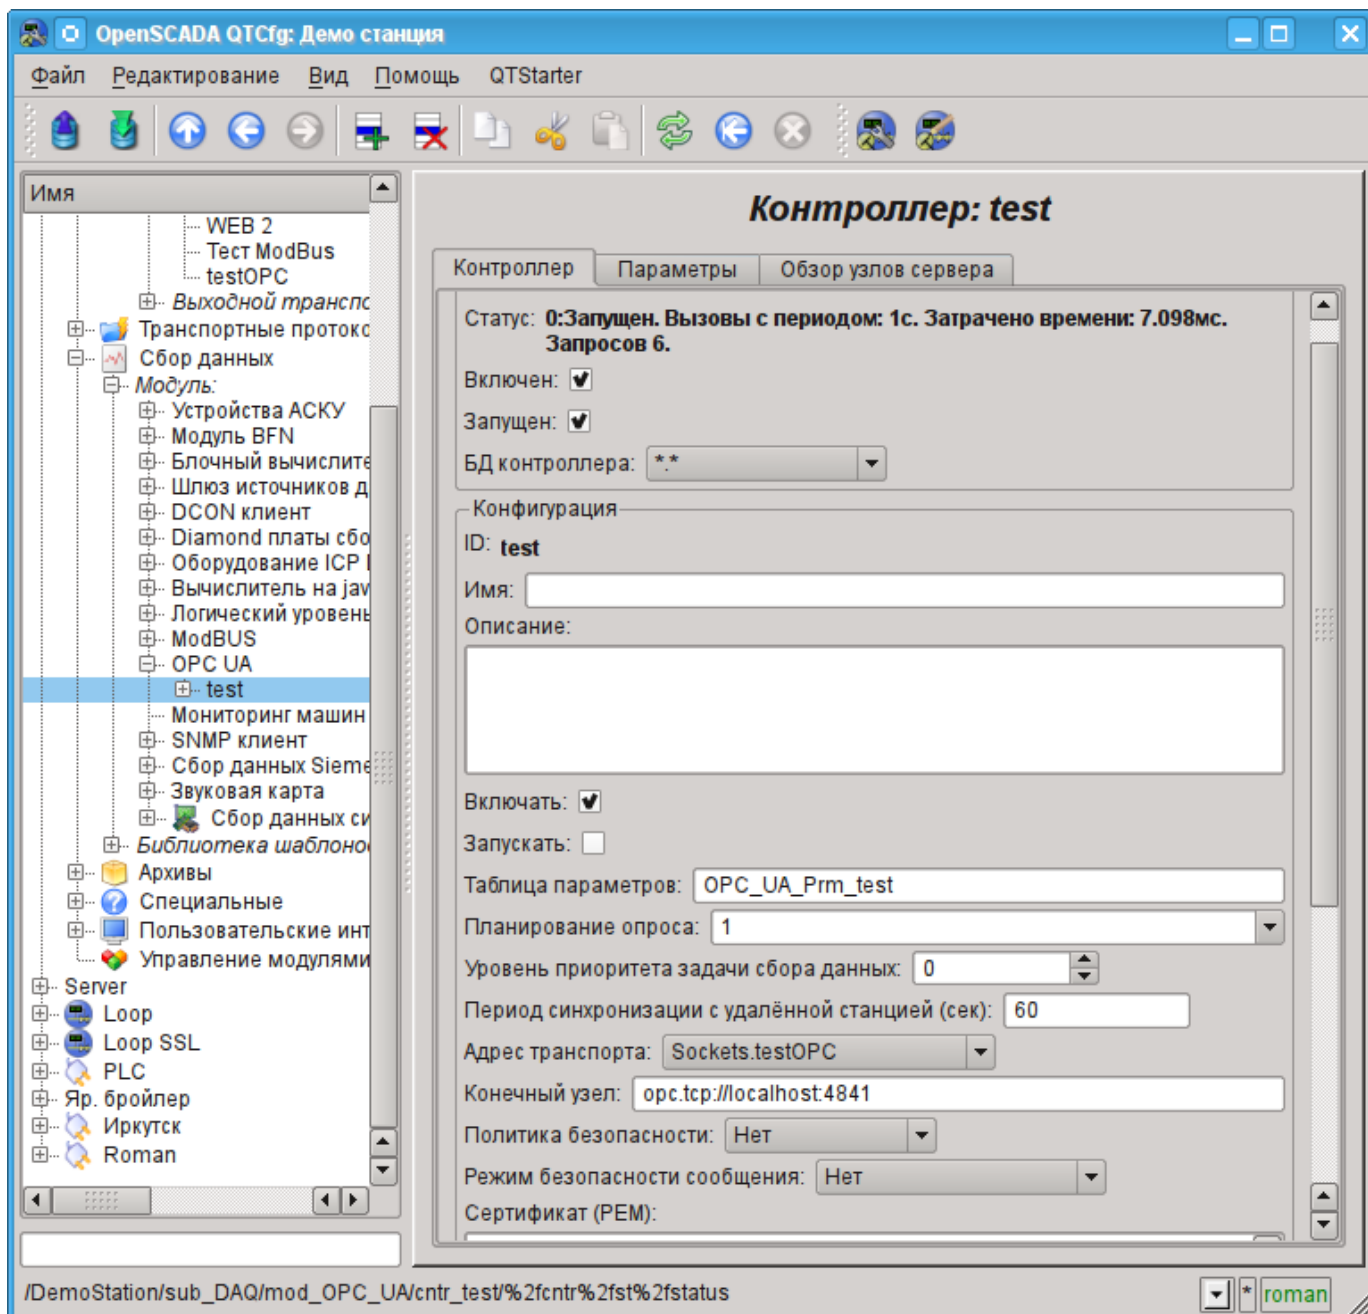 OpenSCADA QTCfg: Демо станция
Файл Редактирование Вид Помощь QTStarter
Имя
WEB 2
Тест ModBus
testOPC
Выходной транспо
Транспортные протоко
Сбор данных
Модуль:
Устройства АСКУ
Модуль BFN
Блочный вычислите
Шлюз источников д
DCON клиент
Diamond платы сбо
Оборудование ICP
Вычислитель на jav
Логический уровень
ModBUS
OPC UA
test
Мониторинг машин
SNMP клиент
Сбор данных Sieme
Звуковая карта
Сбор данных си
Библиотека шаблоно
Архивы
Специальные
Пользовательские инт
Управление модулями
Server
Loop
Loop SSL
PLC
Яр. бройлер
Иркутск
Roman
Контроллер: test
Контроллер Параметры Обзор узлов сервера
Статус: 0:Запущен. Вызовы с периодом: 1с. Затрачено времени: 7.098мс.
Запросов 6.
Включен:
Запущен:
БД контроллера: *.*
Конфигурация
ID: test
Имя:
Описание:
Включать:
Запускать:
Таблица параметров: OPC_UA_Prm_test
Планирование опроса: 1
Уровень приоритета задачи сбора данных: 0
Период синхронизации с удалённой станцией (сек): 60
Адрес транспорта: Sockets.testOPC
Конечный узел: opc.tcp://localhost:4841
Политика безопасности: Нет
Режим безопасности сообщения: Нет
Сертификат (PEM):
/DemoStation/sub_DAQ/mod_OPC_UA/cntr_test/%2fcntr%2fst%2fstatus
* roman